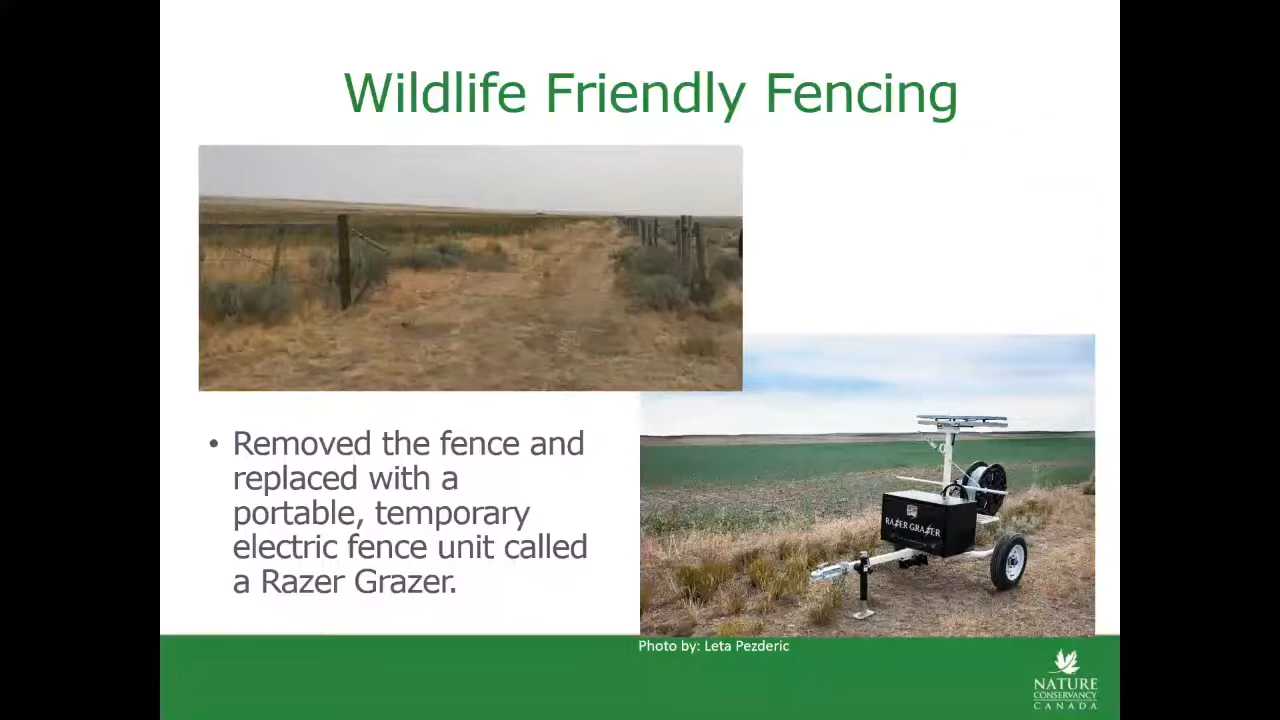 Wildlife Friendly Fencing
• Removed the fence and
replaced with a
portable, temporary
electric fence unit called
a Razer Grazer.
RAZER GRAZER
Photo by: Leta Pezderic
NATURE
CONSERVANCY
CANADA